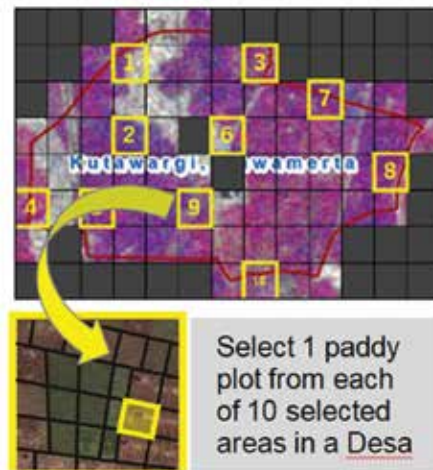 1 3
7
2 6
Kutawargi, wamerta
8
4 9
10
Select 1 paddy
plot from each
of 10 selected
areas in a Desa